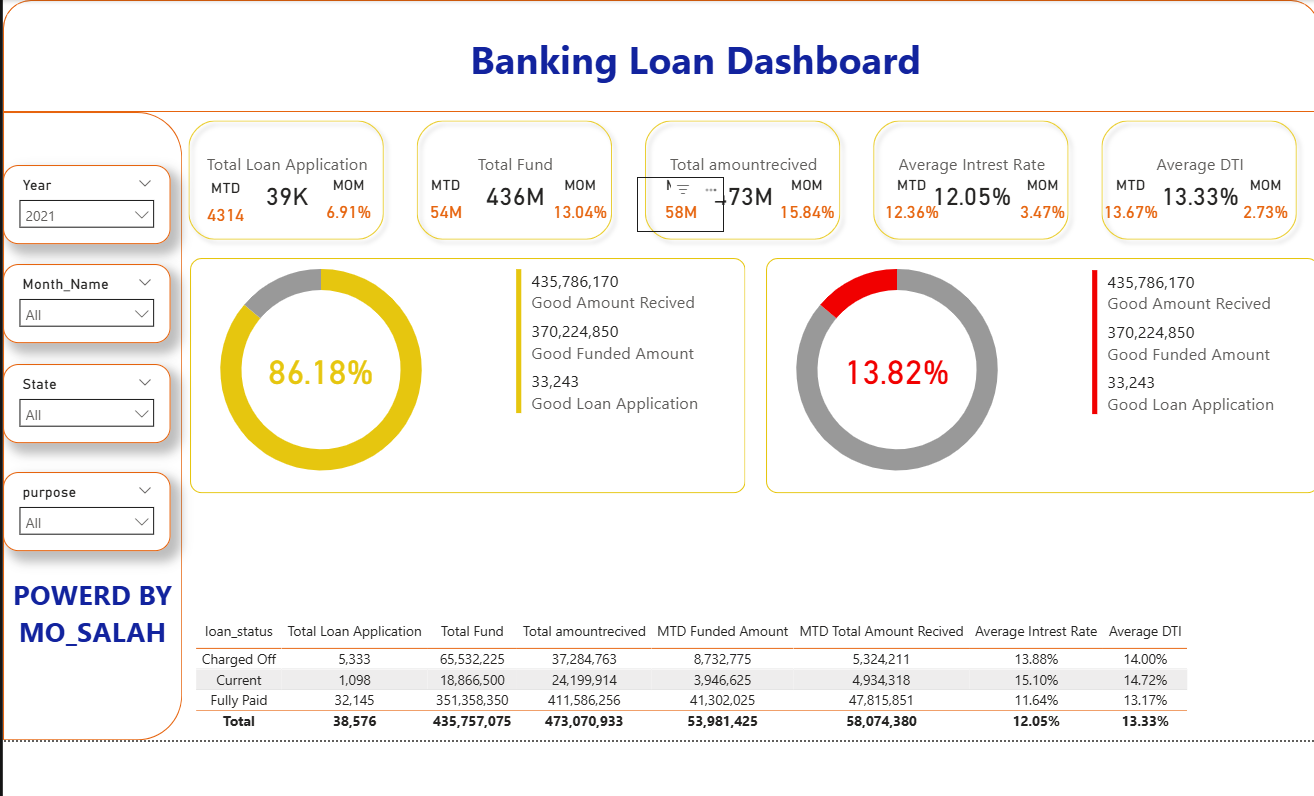 Banking Loan Dashboard
Year
2021
Month_Name
All
State
All
purpose
All
POWERD BY
MO_SALAH
Total Loan Application
MTD 39K MOM
4314 6.91%
Total Fund
MTD 436M MOM
54M 13.04%
Total amountrecived
73M MOM
58M 15.84%
Average Intrest Rate
MTD 12.05% MOM
12.36% 3.47%
Average DTI
MTD 13.33% MOM
13.67% 2.73%
86.18%
435,786,170
Good Amount Recived
370,224,850
Good Funded Amount
33,243
Good Loan Application
13.82%
435,786,170
Good Amount Recived
370,224,850
Good Funded Amount
33,243
Good Loan Application
loan_status Total Loan Application Total Fund Total amountrecived MTD Funded Amount MTD Total Amount Recived Average Intrest Rate Average DTI
Charged Off 5,333 65,532,225 37,284,763 8,732,775 5,324,211 13.88% 14.00%
Current 1,098 18,866,500 24,199,914 3,946,625 4,934,318 15.10% 14.72%
Fully Paid 32,145 351,358,350 411,586,256 41,302,025 47,815,851 11.64% 13.17%
Total 38,576 435,757,075 473,070,933 53,981,425 58,074,380 12.05% 13.33%